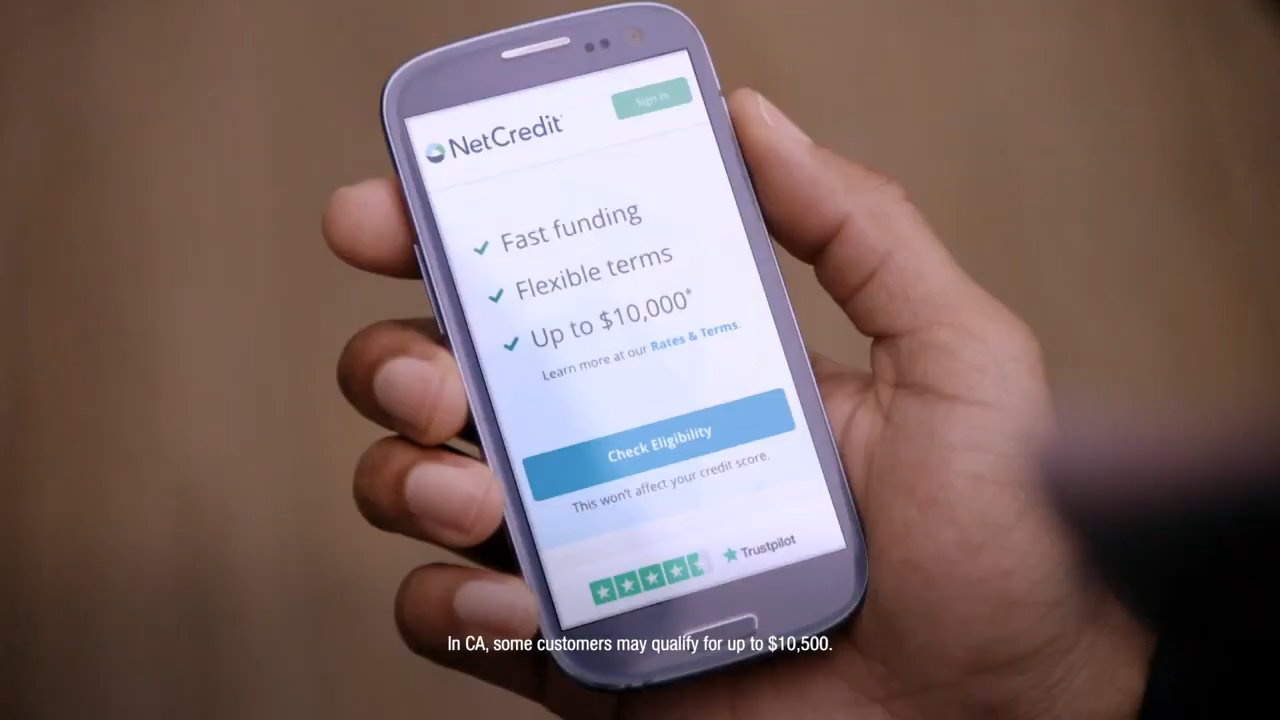 Sign In
NetCredit
Fast funding
Flexible terms
Up to $10,000*
Learn more at our Rates & Terms.
Check Eligibility
This won't affect your credit score.
Trustpilot
In CA, some customers may qualify for up to $10,500.